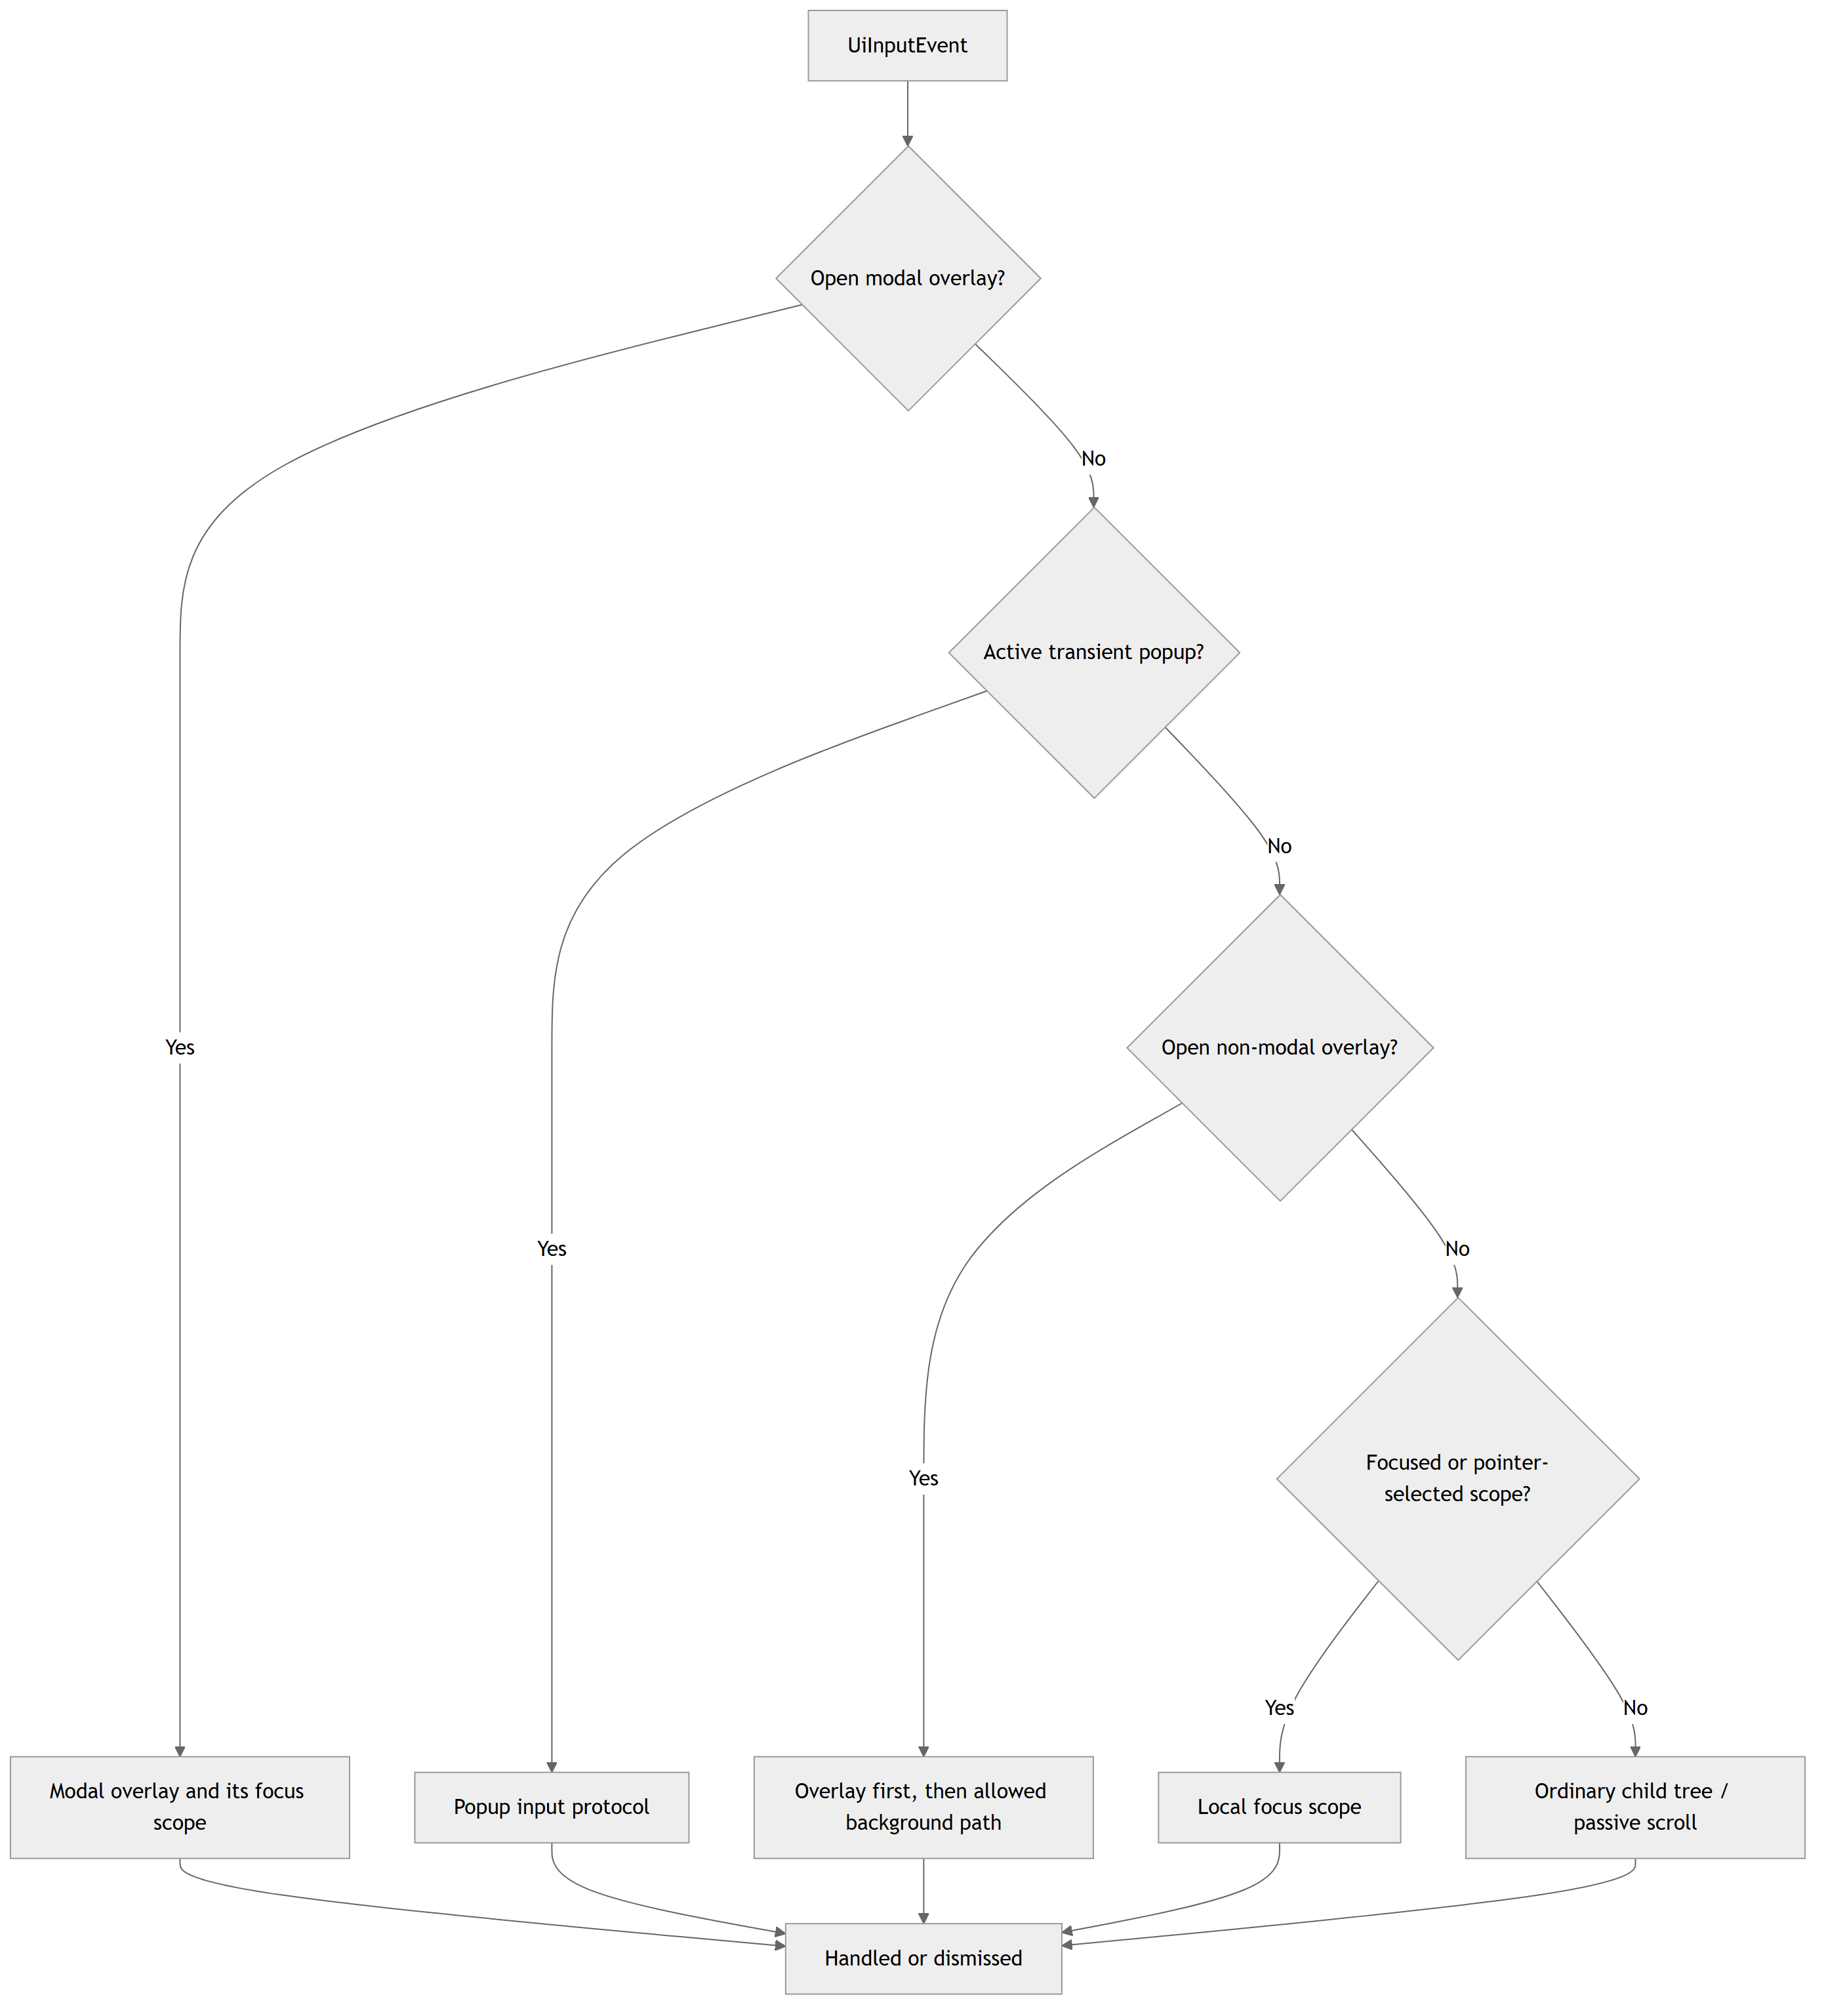 UiInputEvent
Open modal overlay?
No
Active transient popup?
No
Open non-modal overlay?
Yes
Yes
No
Focused or pointer-
selected scope?
Yes
Yes
No
Modal overlay and its focus
scope
Popup input protocol
Overlay first, then allowed
background path
Local focus scope
Ordinary child tree /
passive scroll
Handled or dismissed